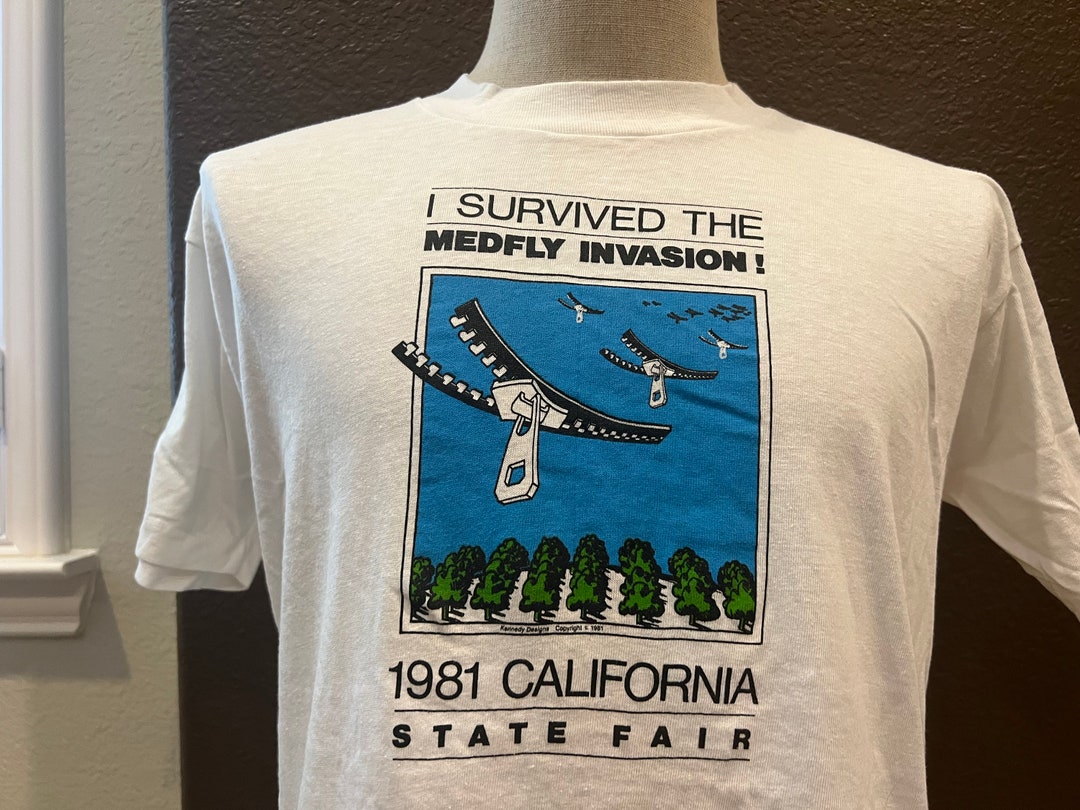 I SURVIVED THE
MEDFLY INVASION!
Kennedy Designs Copyright © 1981
1981 CALIFORNIA
STATE FAIR